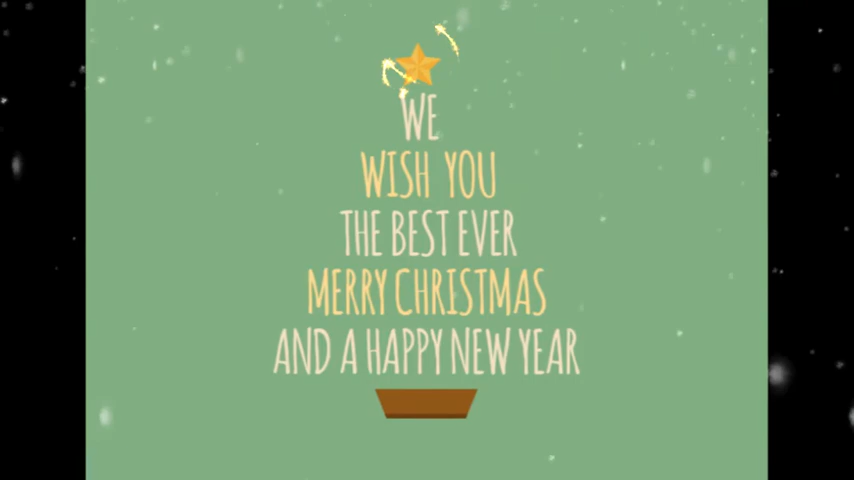 WE
WISH YOU
THE BEST EVER
MERRY CHRISTMAS
AND A HAPPY NEW YEAR